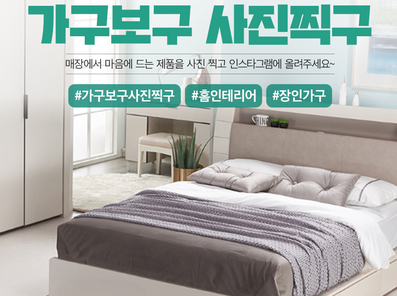 가구보구 사진찍구
매장에서 마음에 드는 제품을 사진 찍고 인스타그램에 올려주세요~
#가구보구사진찍구 #홈인테리어 #장인가구